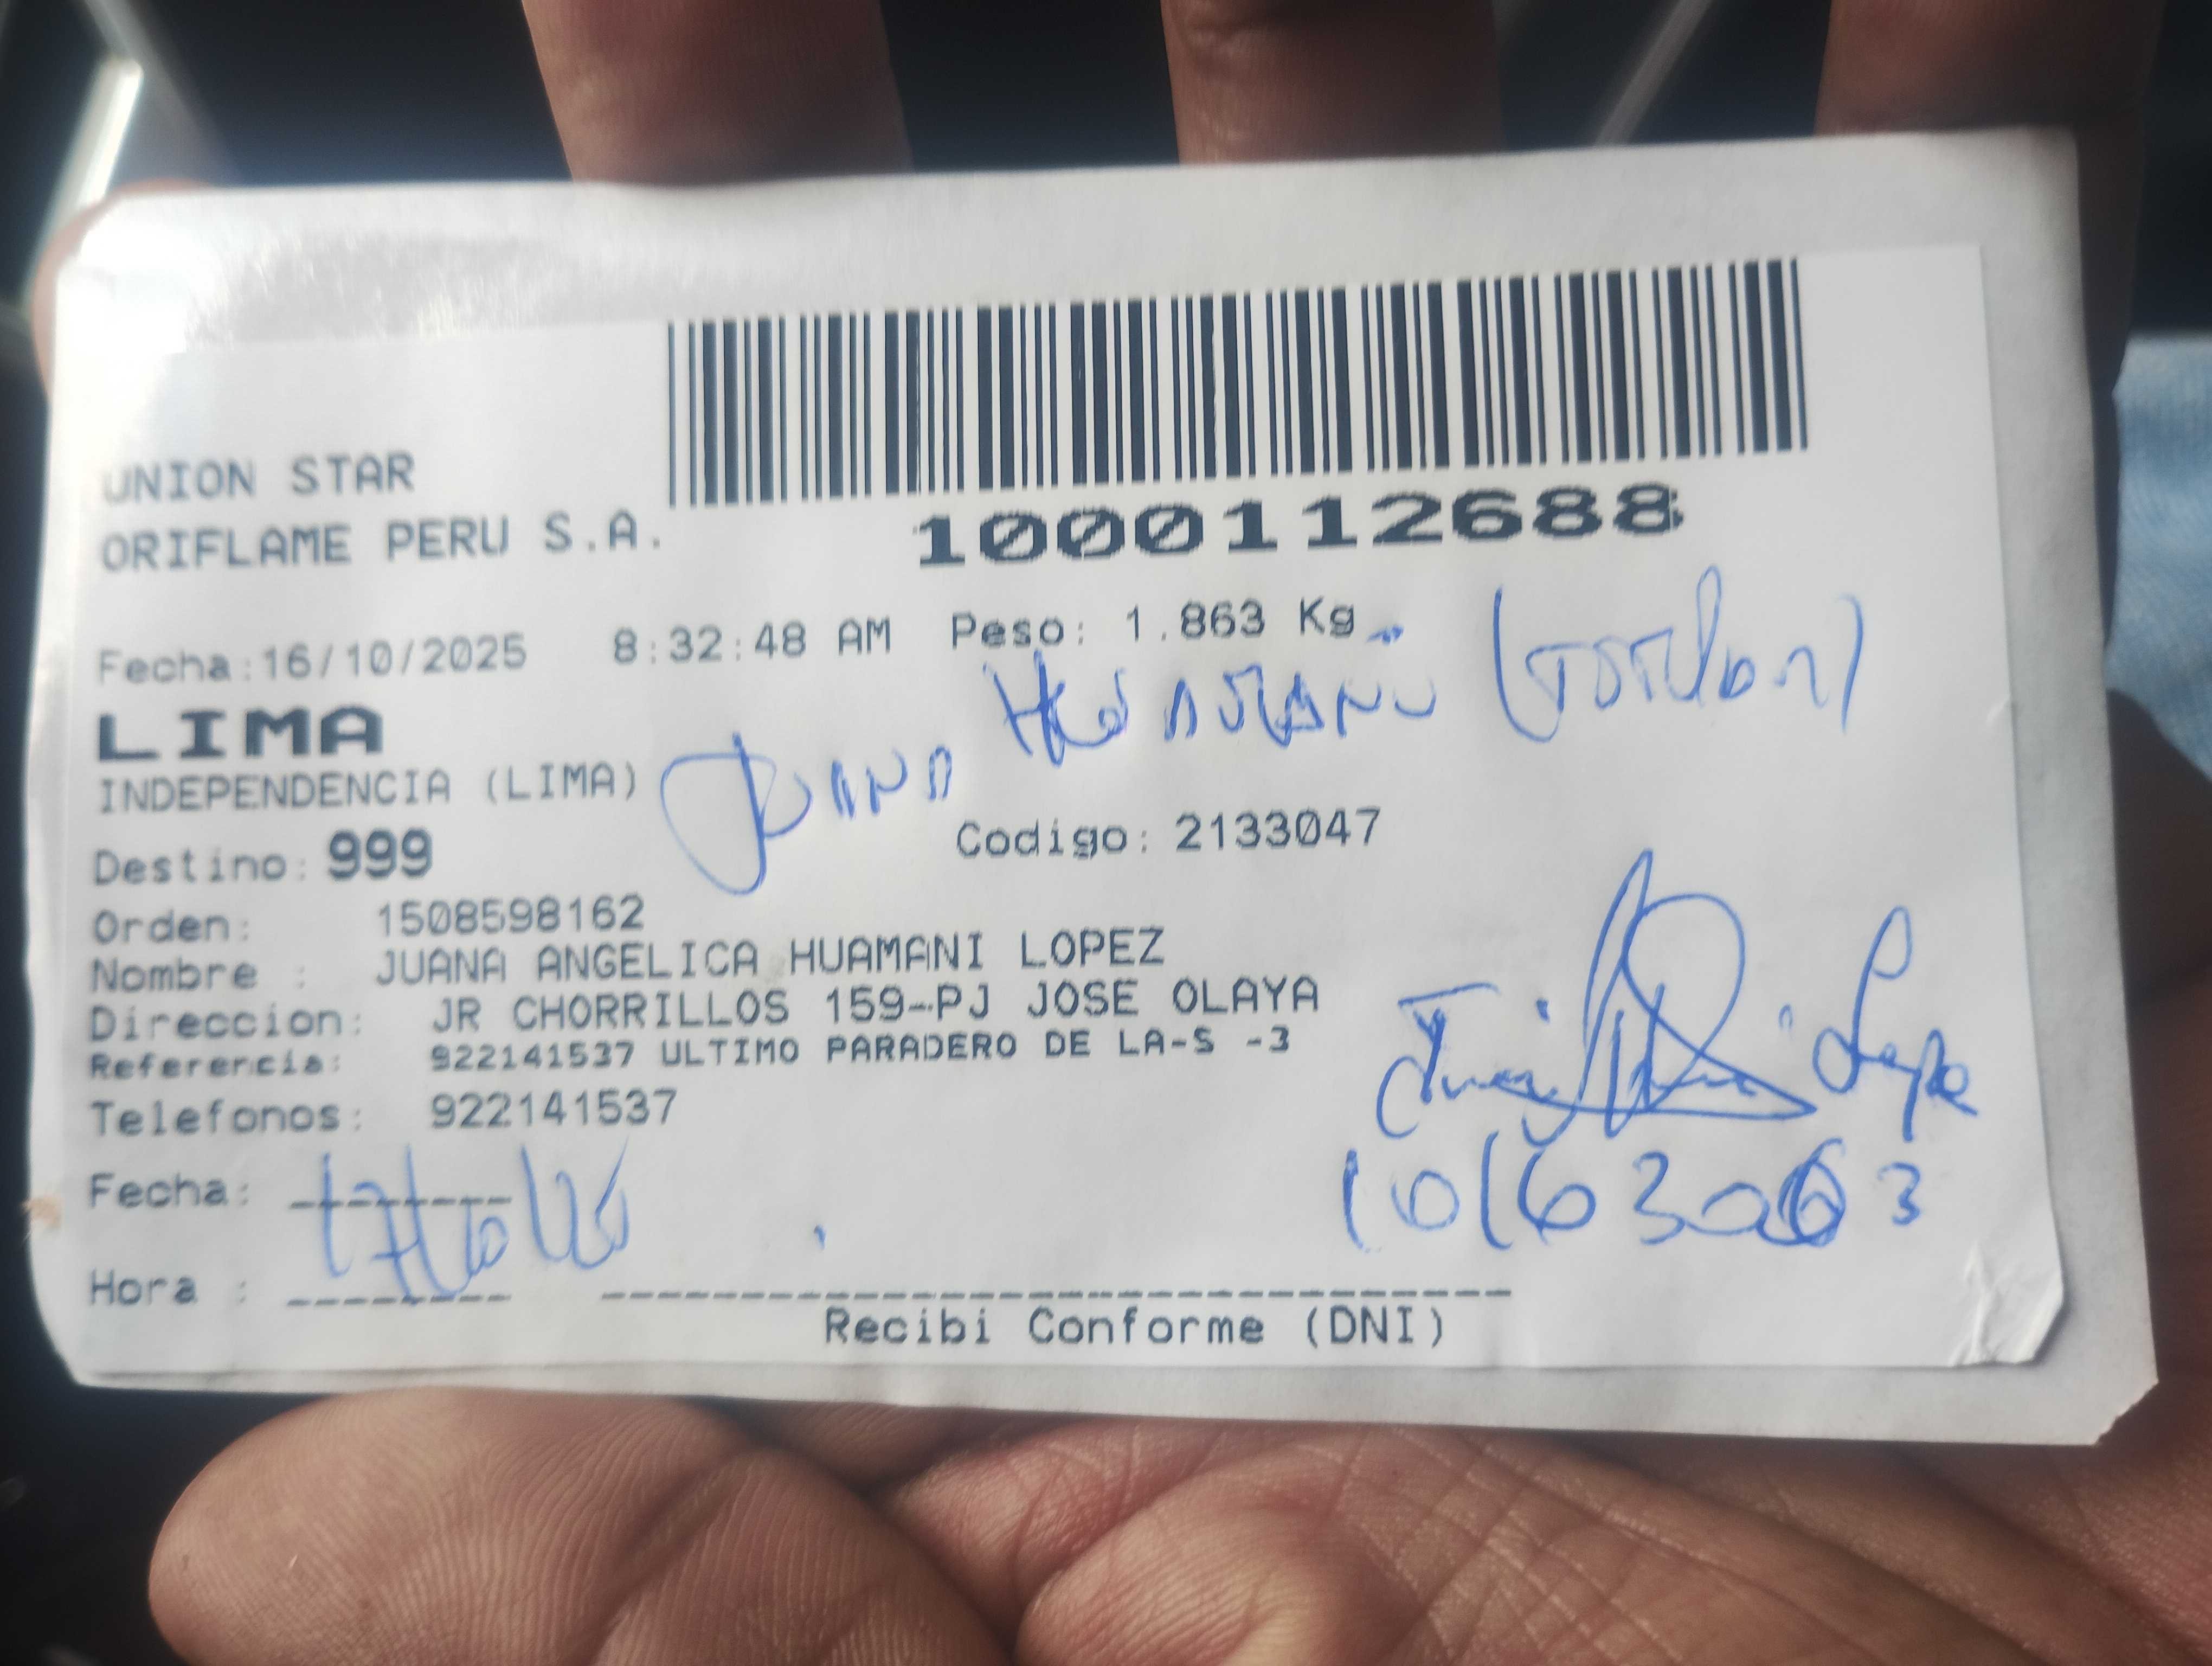 UNION STAR
ORIFLAME PERU S.A.
1000112688
Fecha:16/10/2025 8:32:48 AM Peso: 1.863 Kg.
LIMA
JUANA HUAMANI
INDEPENDENCIA (LIMA)
Codigo: 2133047
Destino: 999
Orden: 1508598162
Nombre : JUANA ANGELICA HUAMANI LOPEZ
Direccion: JR CHORRILLOS 159-PJ JOSE OLAYA
Referencia: 922141537 ULTIMO PARADERO DE LA-S -3
Telefonos: 922141537
Fecha:
Hora :
Recibi Conforme (DNI)